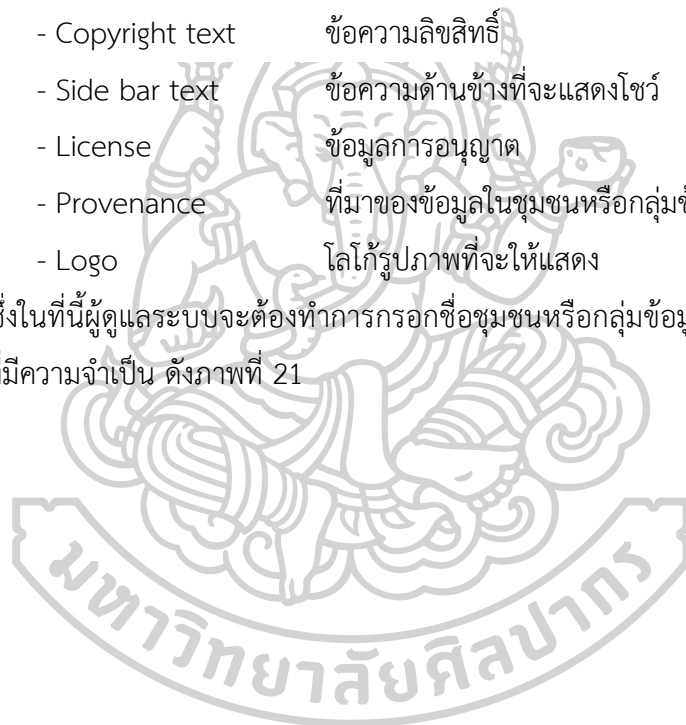 - Copyright text ข้อความลิขสิทธิ์
- Side bar text ข้อความด้านข้างที่จะแสดงโชว์
- License ข้อมูลการอนุญาต
- Provenance ที่มาของข้อมูลในชุมชนหรือกลุ่มข้
- Logo โลโก้รูปภาพที่จะให้แสดง
ซึ่งในที่นี้ผู้ดูแลระบบจะต้องทำการกรอกชื่อชุมชนหรือกลุ่มข้อมู
ที่มีความจำเป็น ดังภาพที่ 21
มหาวิทยาลัยศิลปากร